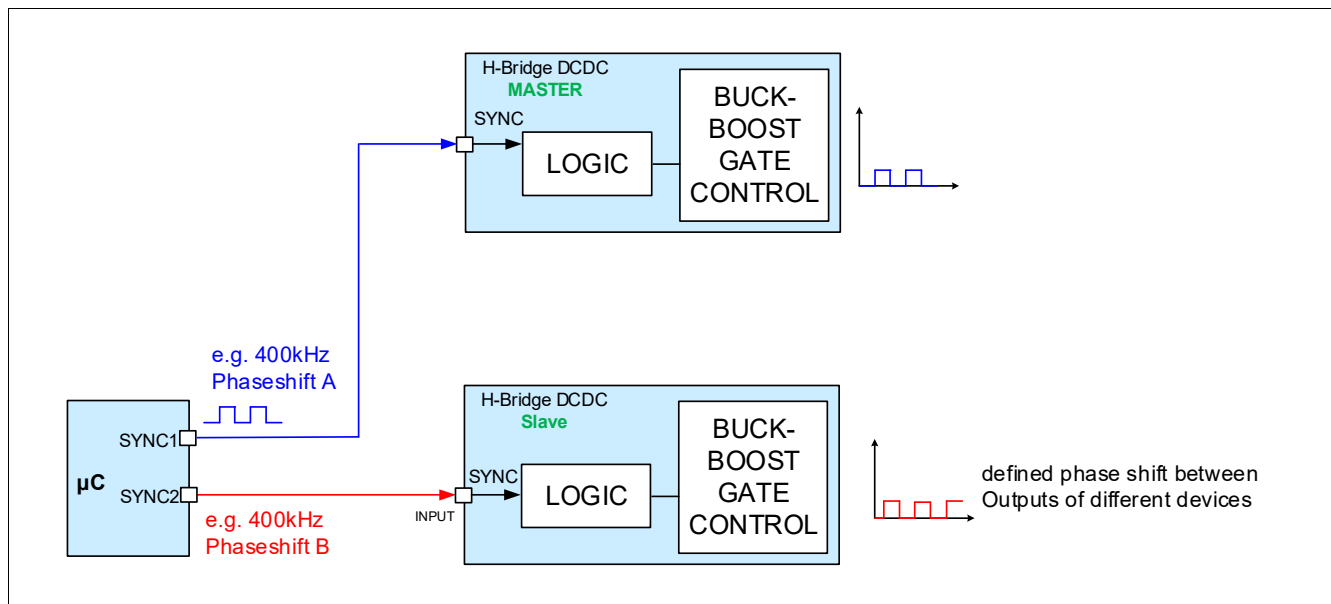 H-Bridge DCDC
MASTER
SYNC
LOGIC
BUCK-
BOOST
GATE
CONTROL
e.g. 400kHz
Phaseshift A
µC
SYNC1
SYNC2
e.g. 400kHz
Phaseshift B
INPUT
H-Bridge DCDC
Slave
SYNC
LOGIC
BUCK-
BOOST
GATE
CONTROL
defined phase shift between
Outputs of different devices